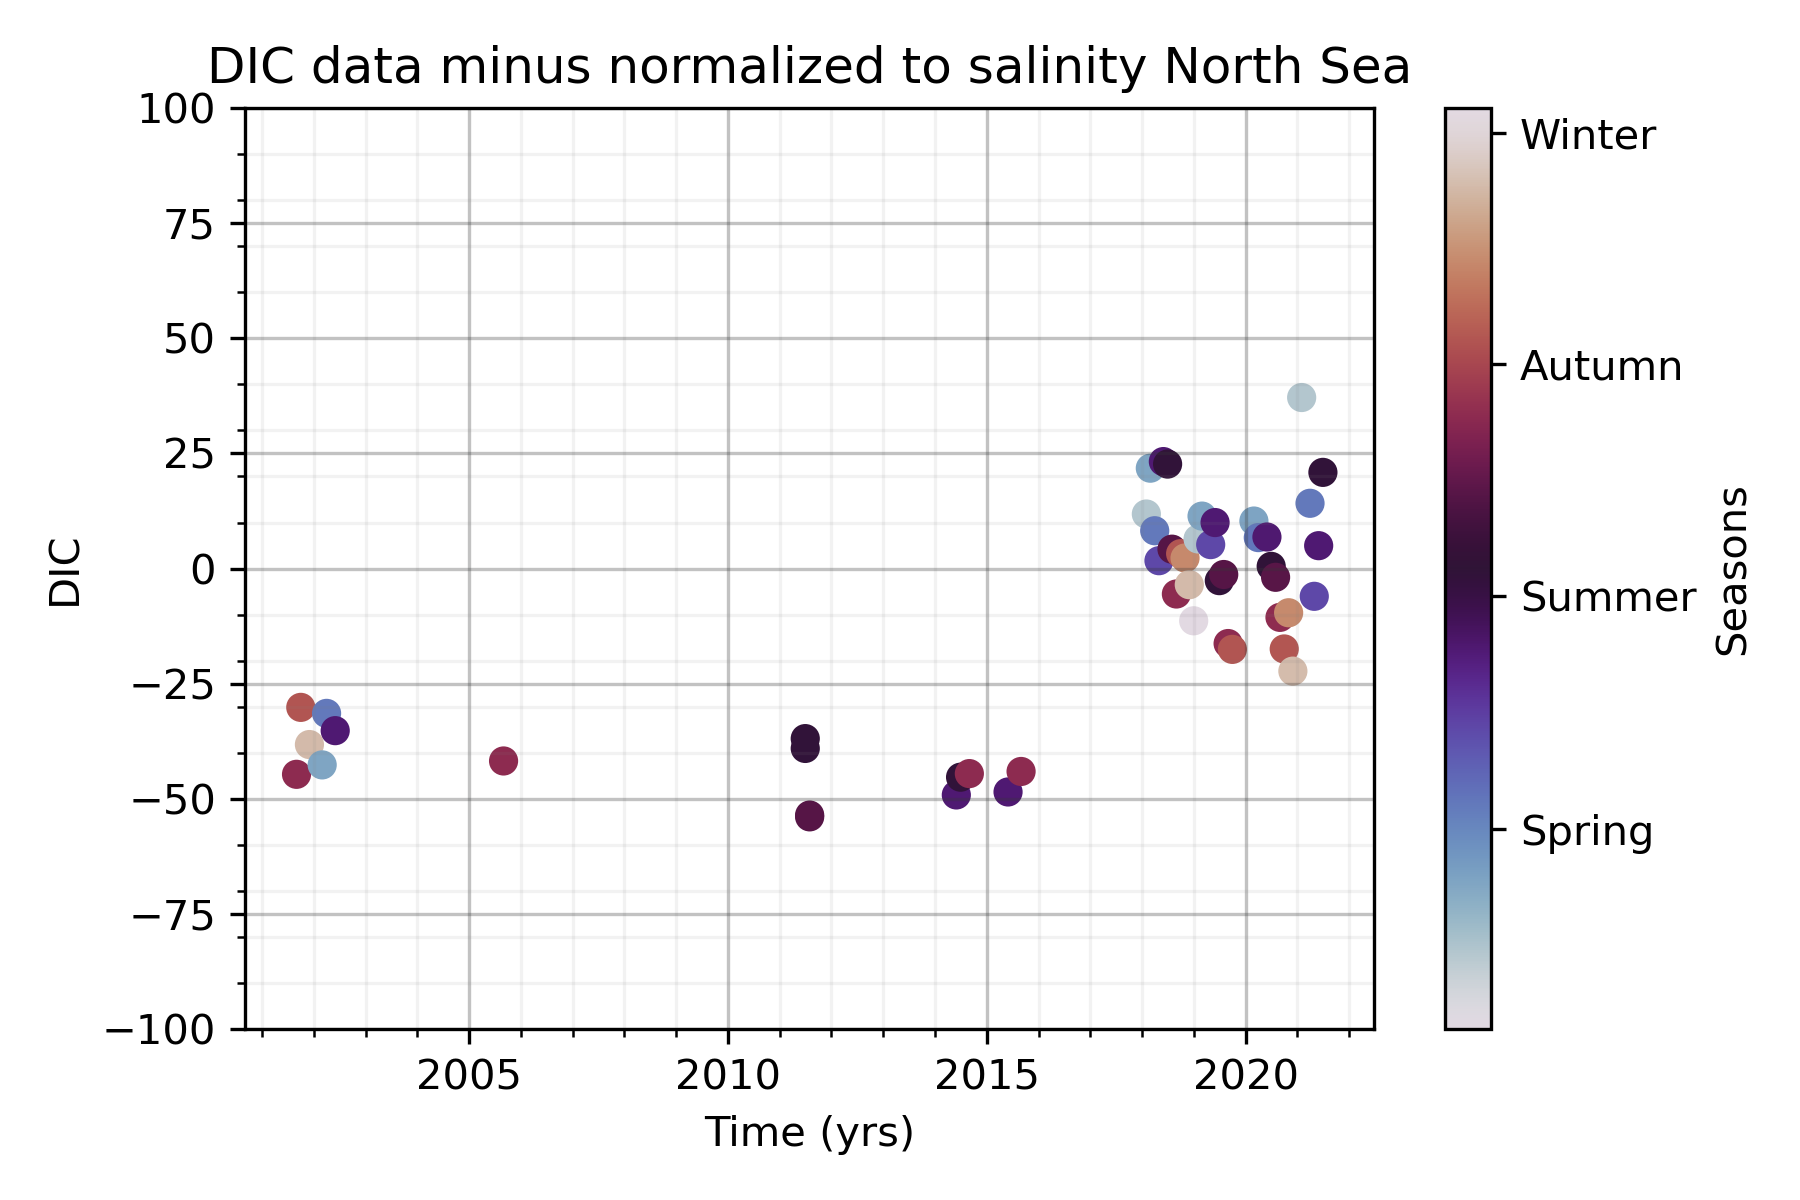 DIC data minus normalized to salinity North Sea
100
75
50
25
0
−25
−50
−75
−100
DIC
2005 2010 2015 2020
Time (yrs)
Winter
Autumn
Summer
Spring
Seasons